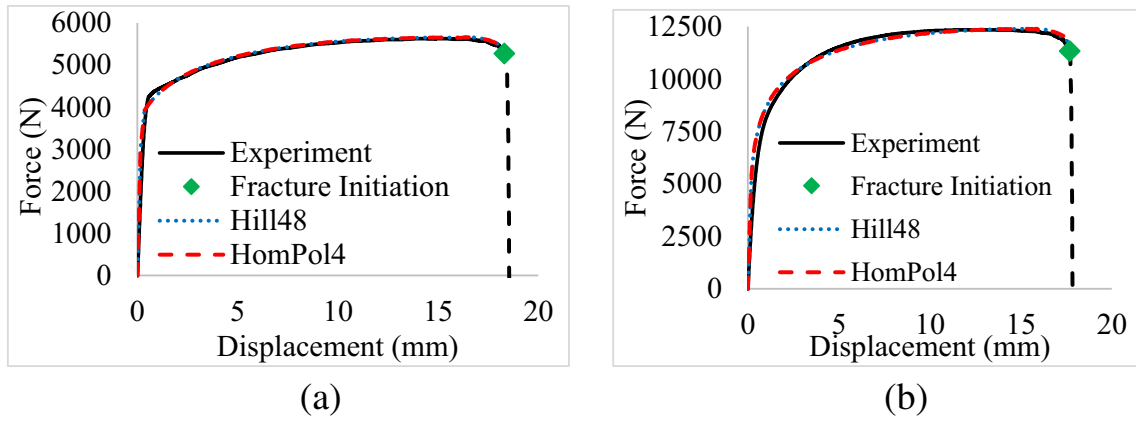 6000
5000
4000
3000
2000
1000
0
Force (N)
Experiment
Fracture Initiation
Hill48
HomPol4
0 5 10 15 20
Displacement (mm)
(a)
12500
10000
7500
5000
2500
0
Force (N)
Experiment
Fracture Initiation
Hill48
HomPol4
0 5 10 15 20
Displacement (mm)
(b)